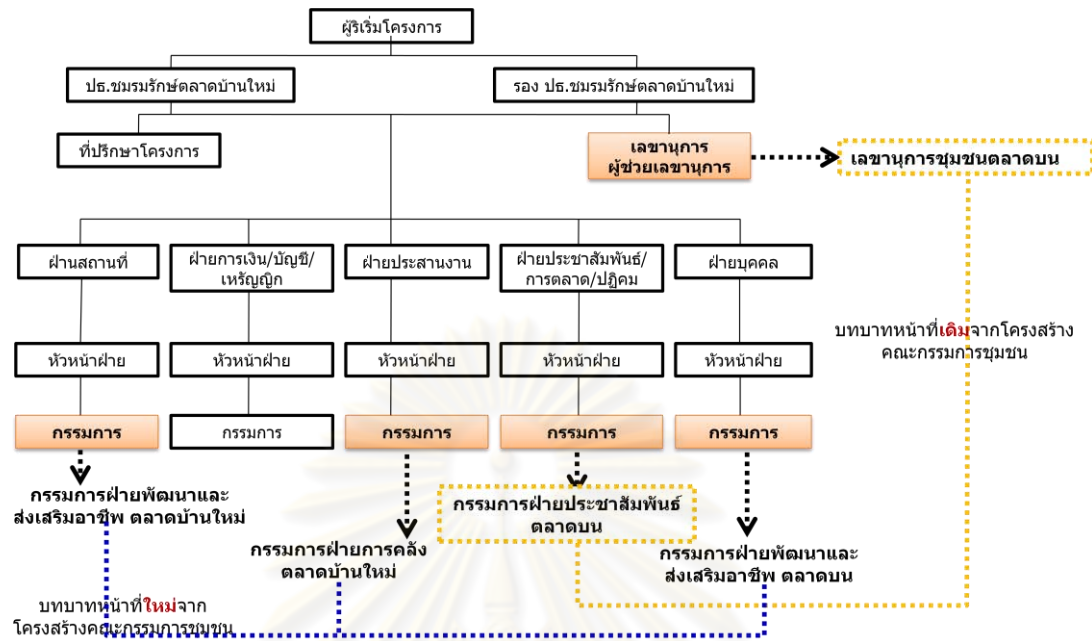 ผู้ริเริ่มโครงการ
ปธ.ชมรมรักษ์ตลาดบ้านใหม่
รอง ปธ.ชมรมรักษ์ตลาดบ้านใหม่
ที่ปรึกษาโครงการ
เลขานุการ
ผู้ช่วยเลขานุการ
เลขานุการชุมชนตลาดบน
ฝ่านสถานที่
ฝ่ายการเงิน/บัญชี/
เหรัญญิก
ฝ่ายประสานงาน
ฝ่ายประชาสัมพันธ์/
การตลาด/ปฏิคม
ฝ่ายบุคคล
บทบาทหน้าที่เดิมจากโครงสร้าง
คณะกรรมการชุมชน
หัวหน้าฝ่าย
หัวหน้าฝ่าย
หัวหน้าฝ่าย
หัวหน้าฝ่าย
หัวหน้าฝ่าย
กรรมการ
กรรมการ
กรรมการ
กรรมการ
กรรมการ
กรรมการฝ่ายพัฒนาและ
ส่งเสริมอาชีพ ตลาดบ้านใหม่
กรรมการฝ่ายประชาสัมพันธ์
ตลาดบน
กรรมการฝ่ายการคลัง
ตลาดบ้านใหม่
กรรมการฝ่ายพัฒนาและ
ส่งเสริมอาชีพ ตลาดบน
บทบาทหน้าที่ใหม่จาก
โครงสร้างคณะกรรมการชุมชน